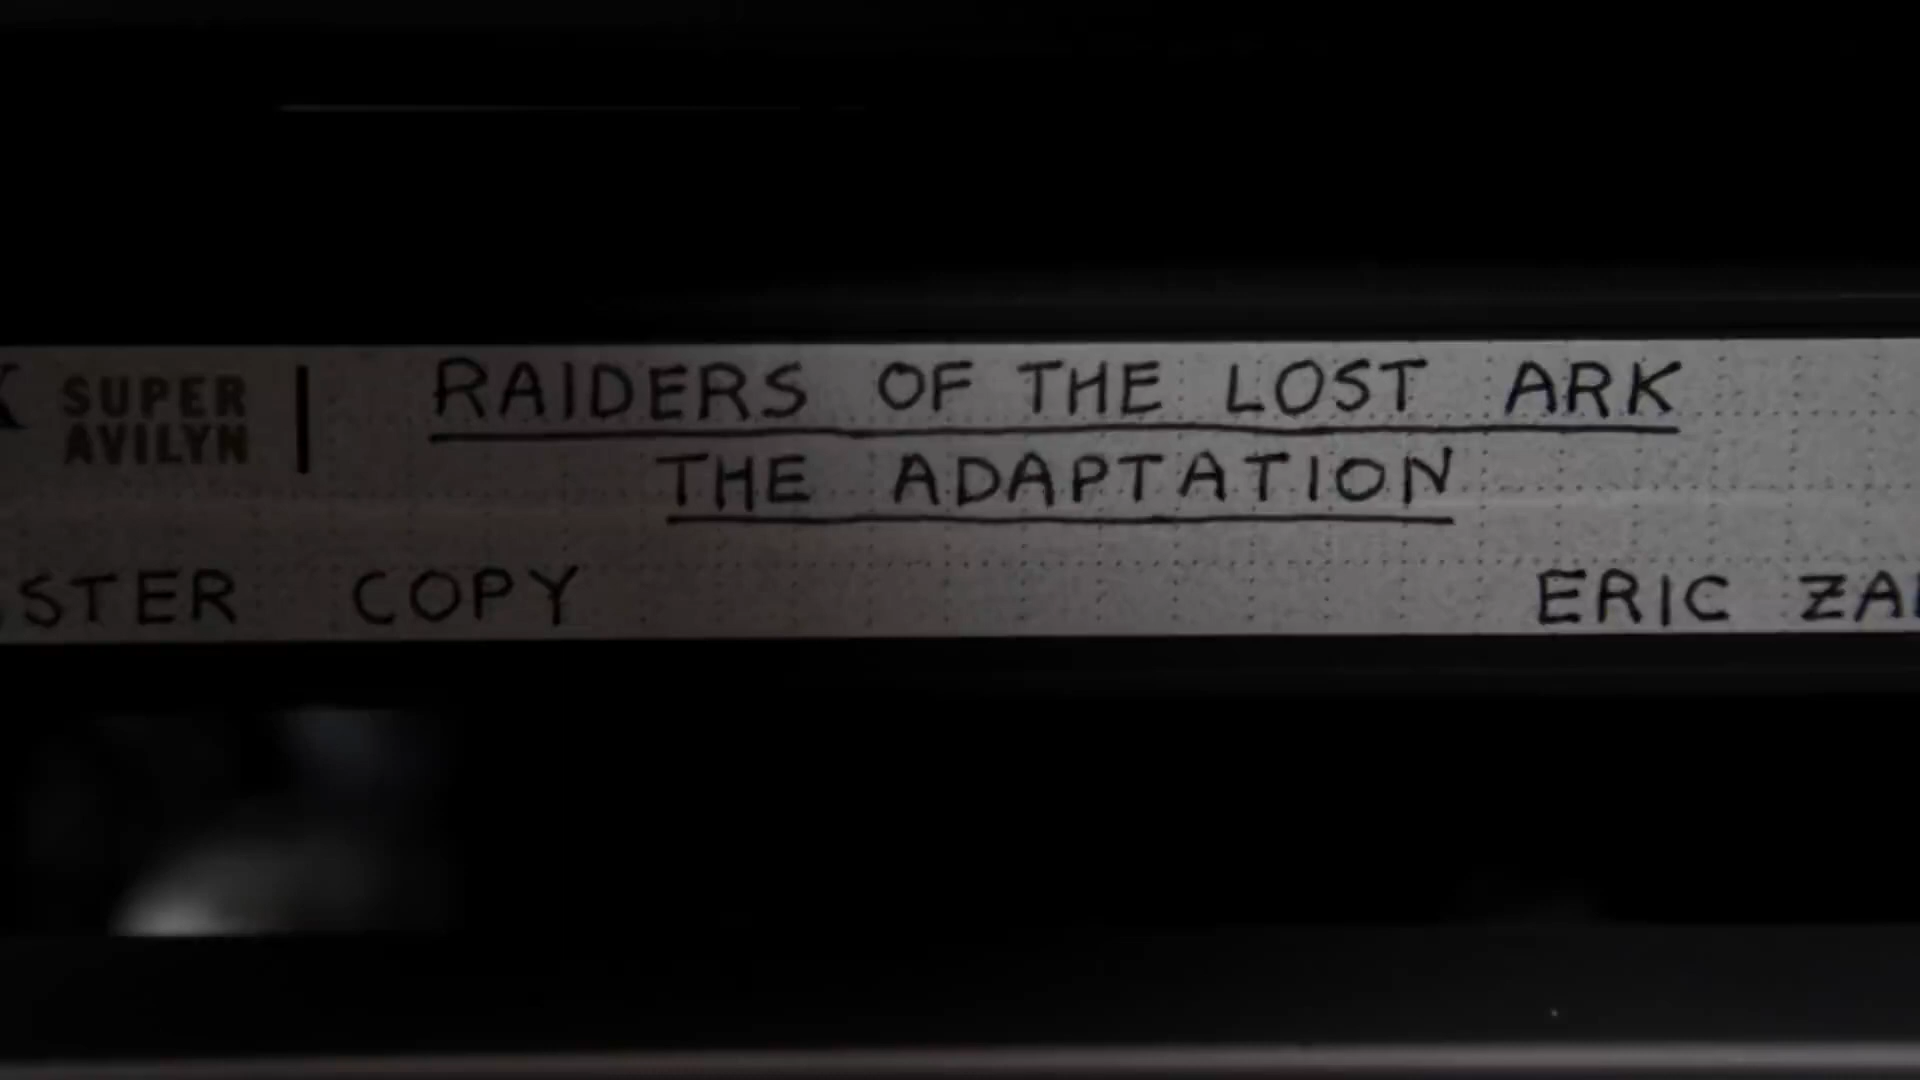 SUPER
AVILYN
RAIDERS OF THE LOST ARK
THE ADAPTATION
STER COPY
ERIC ZA